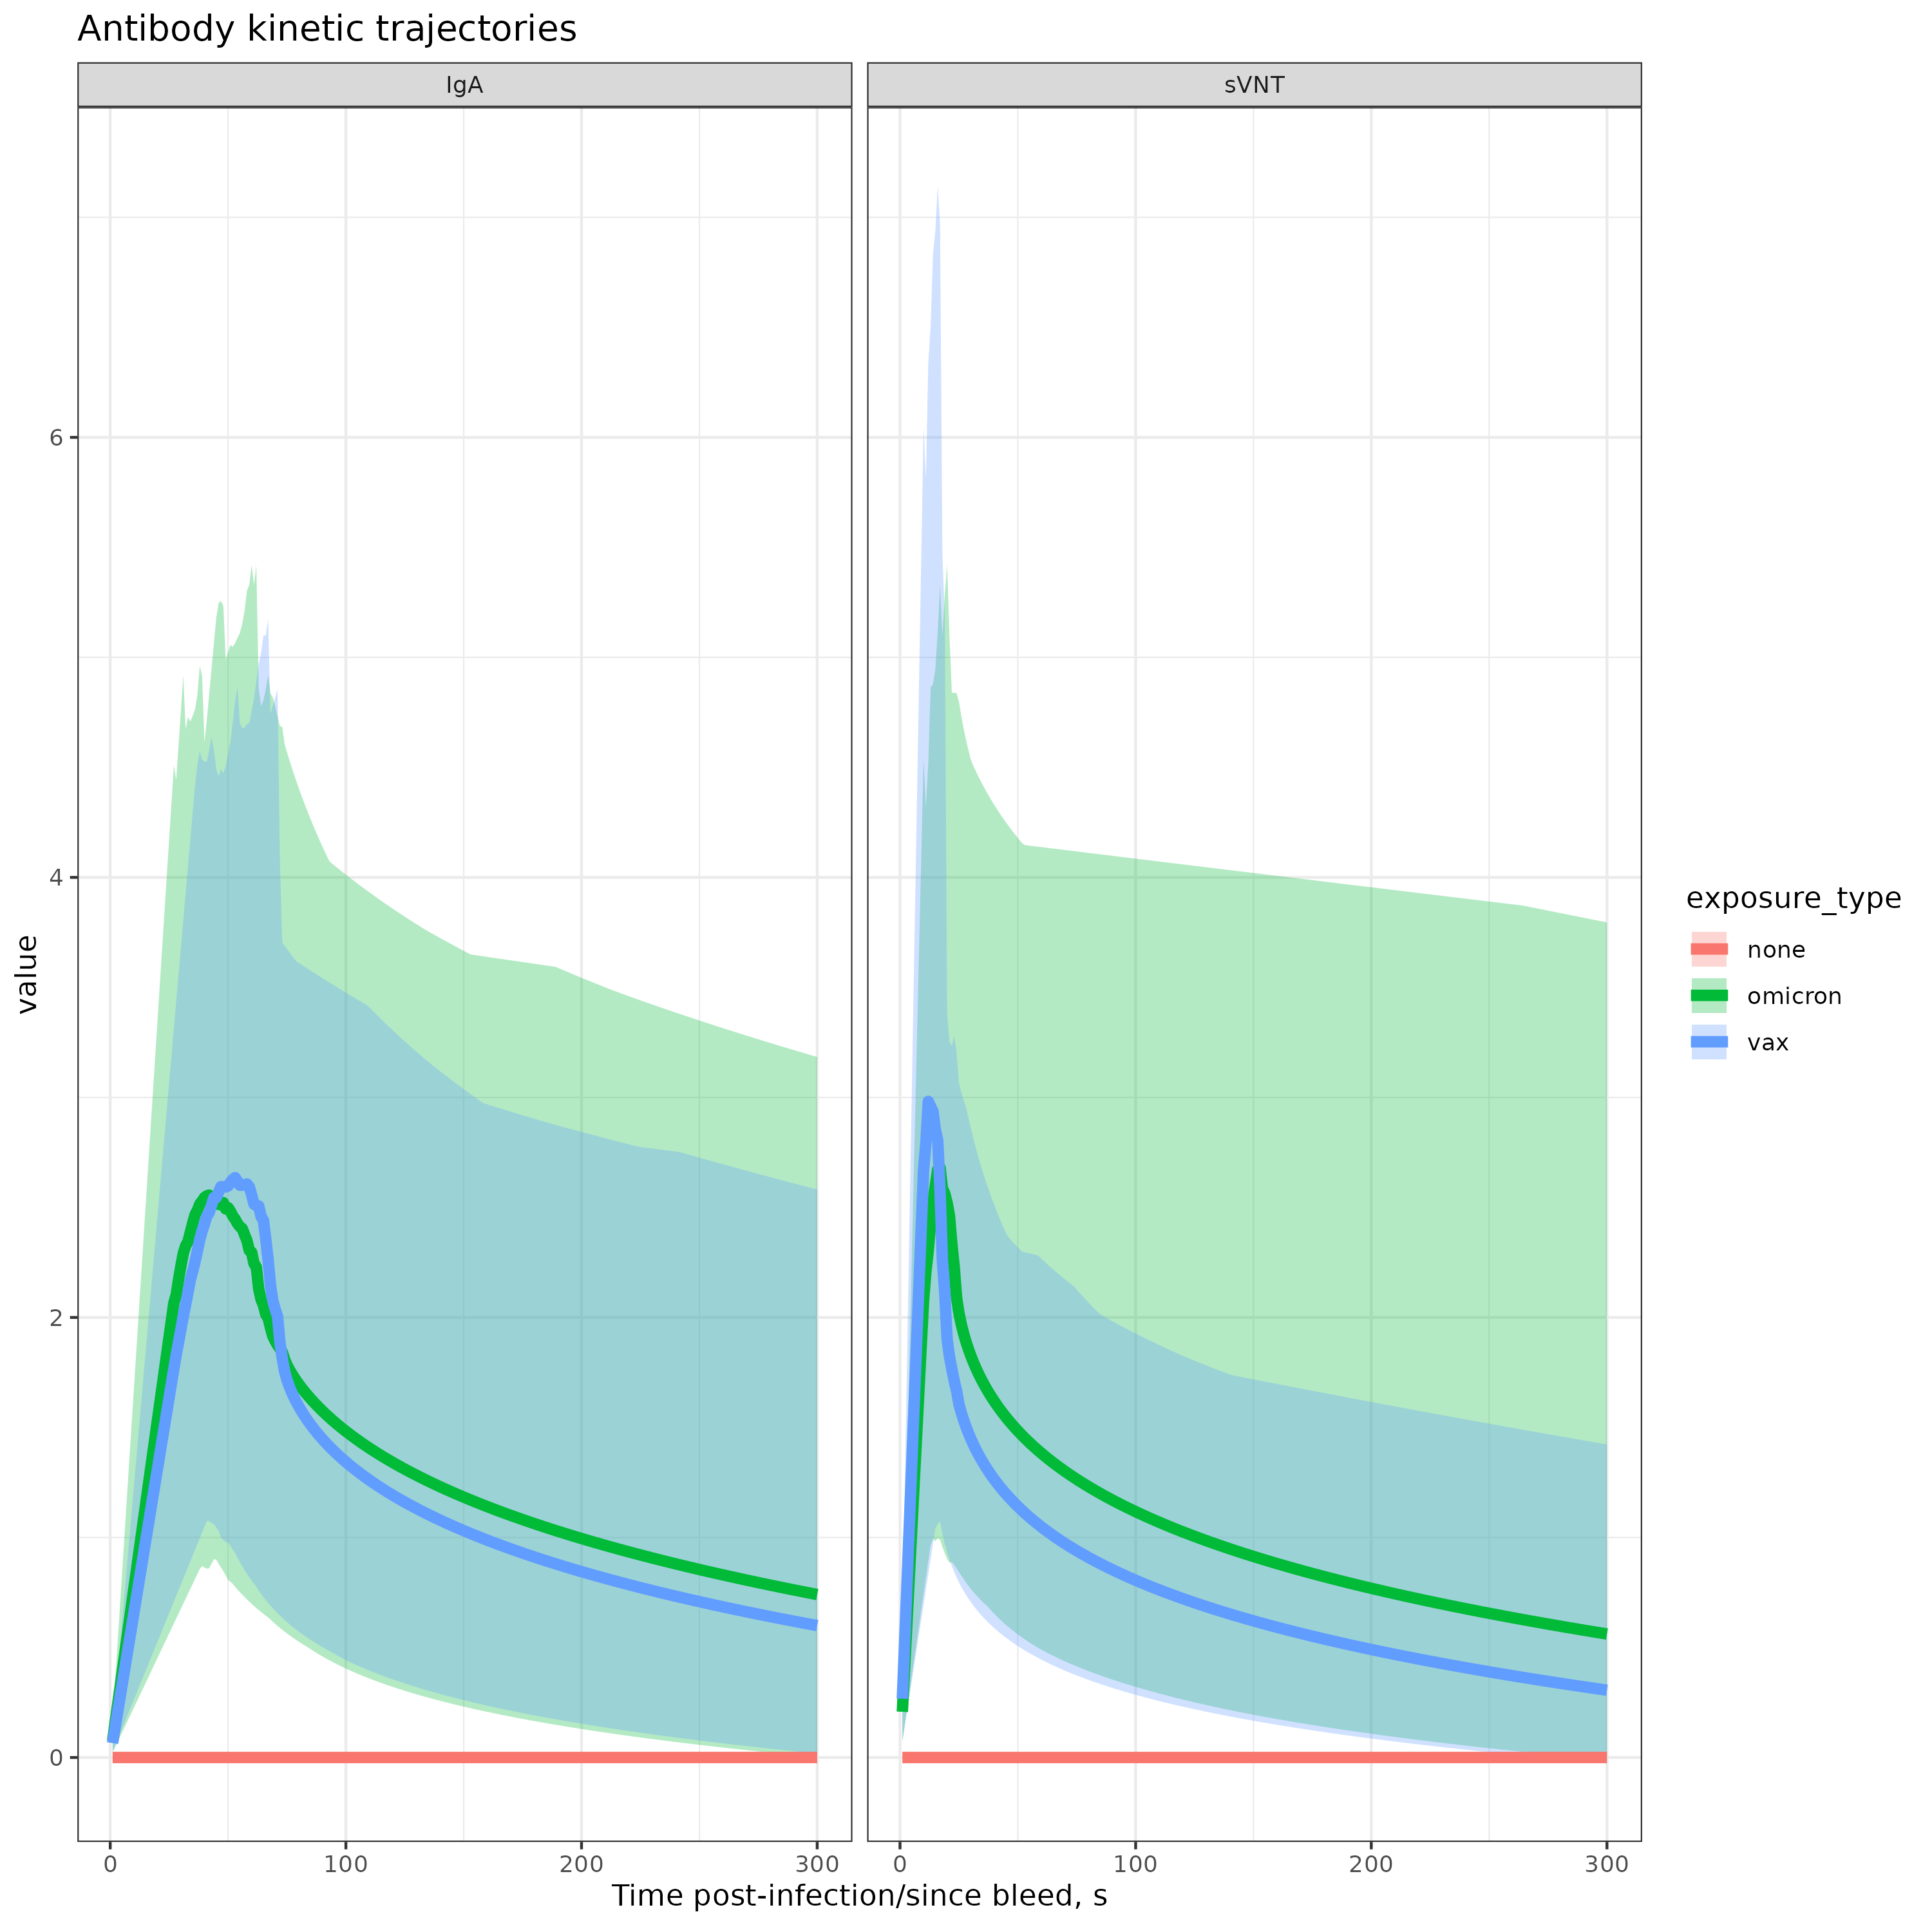 Antibody kinetic trajectories
IgA
sVNT
value
6
4
2
0
0
100
200
300
0
100
200
300
Time post-infection/since bleed, s
exposure_type
none
omicron
vax